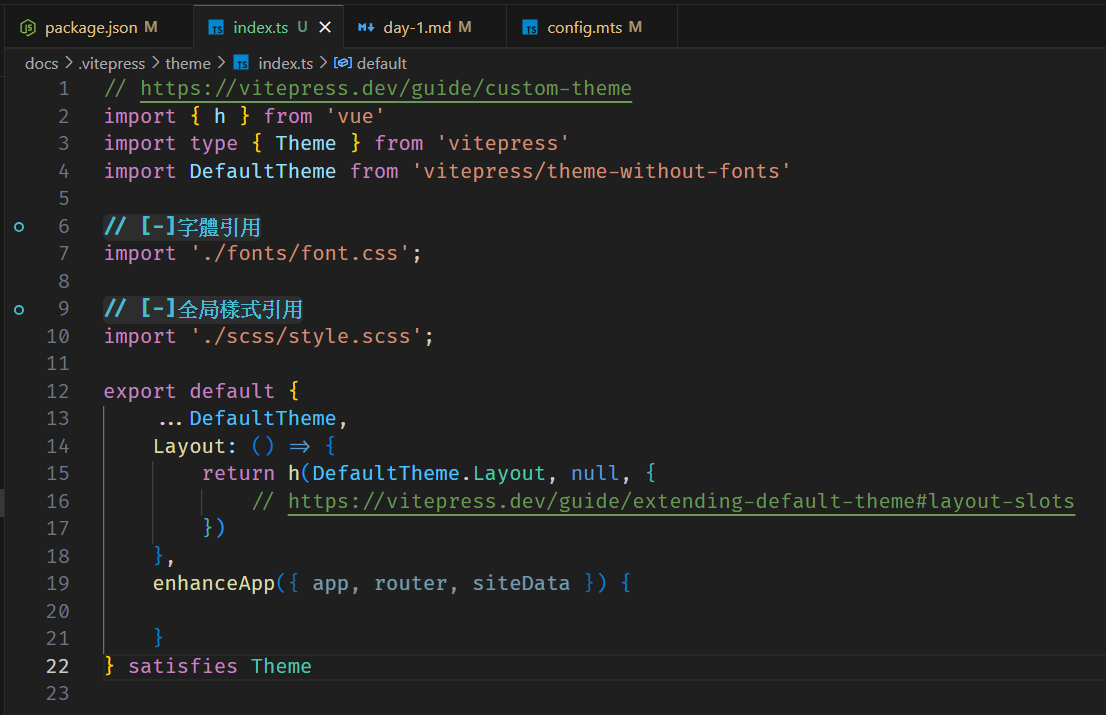 package.json M
index.ts U
day-1.md M
config.mts M
docs > .vitepress > theme > index.ts > default
1 // https://vitepress.dev/guide/custom-theme
2 import { h } from 'vue'
3 import type { Theme } from 'vitepress'
4 import DefaultTheme from 'vitepress/theme-without-fonts'
5
6 // [-]字體引用
7 import './fonts/font.css';
8
9 // [-]全局樣式引用
10 import './scss/style.scss';
11
12 export default {
13 ...DefaultTheme,
14 Layout: () => {
15 return h(DefaultTheme.Layout, null, {
16 // https://vitepress.dev/guide/extending-default-theme#layout-slots
17 })
18 },
19 enhanceApp({ app, router, siteData }) {
20
21 }
22 } satisfies Theme
23